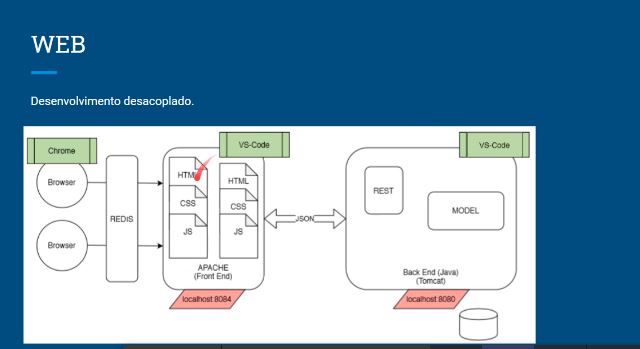 WEB
Desenvolvimento desacoplado.
Chrome
Browser
Browser
REDiS
VS-Code
HTML
CSS
JS
HTML
CSS
JS
APACHE
(Front End)
localhost 8084
JSON
VS-Code
REST
MODEL
Back End (Java)
(Tomcat)
localhost 8080